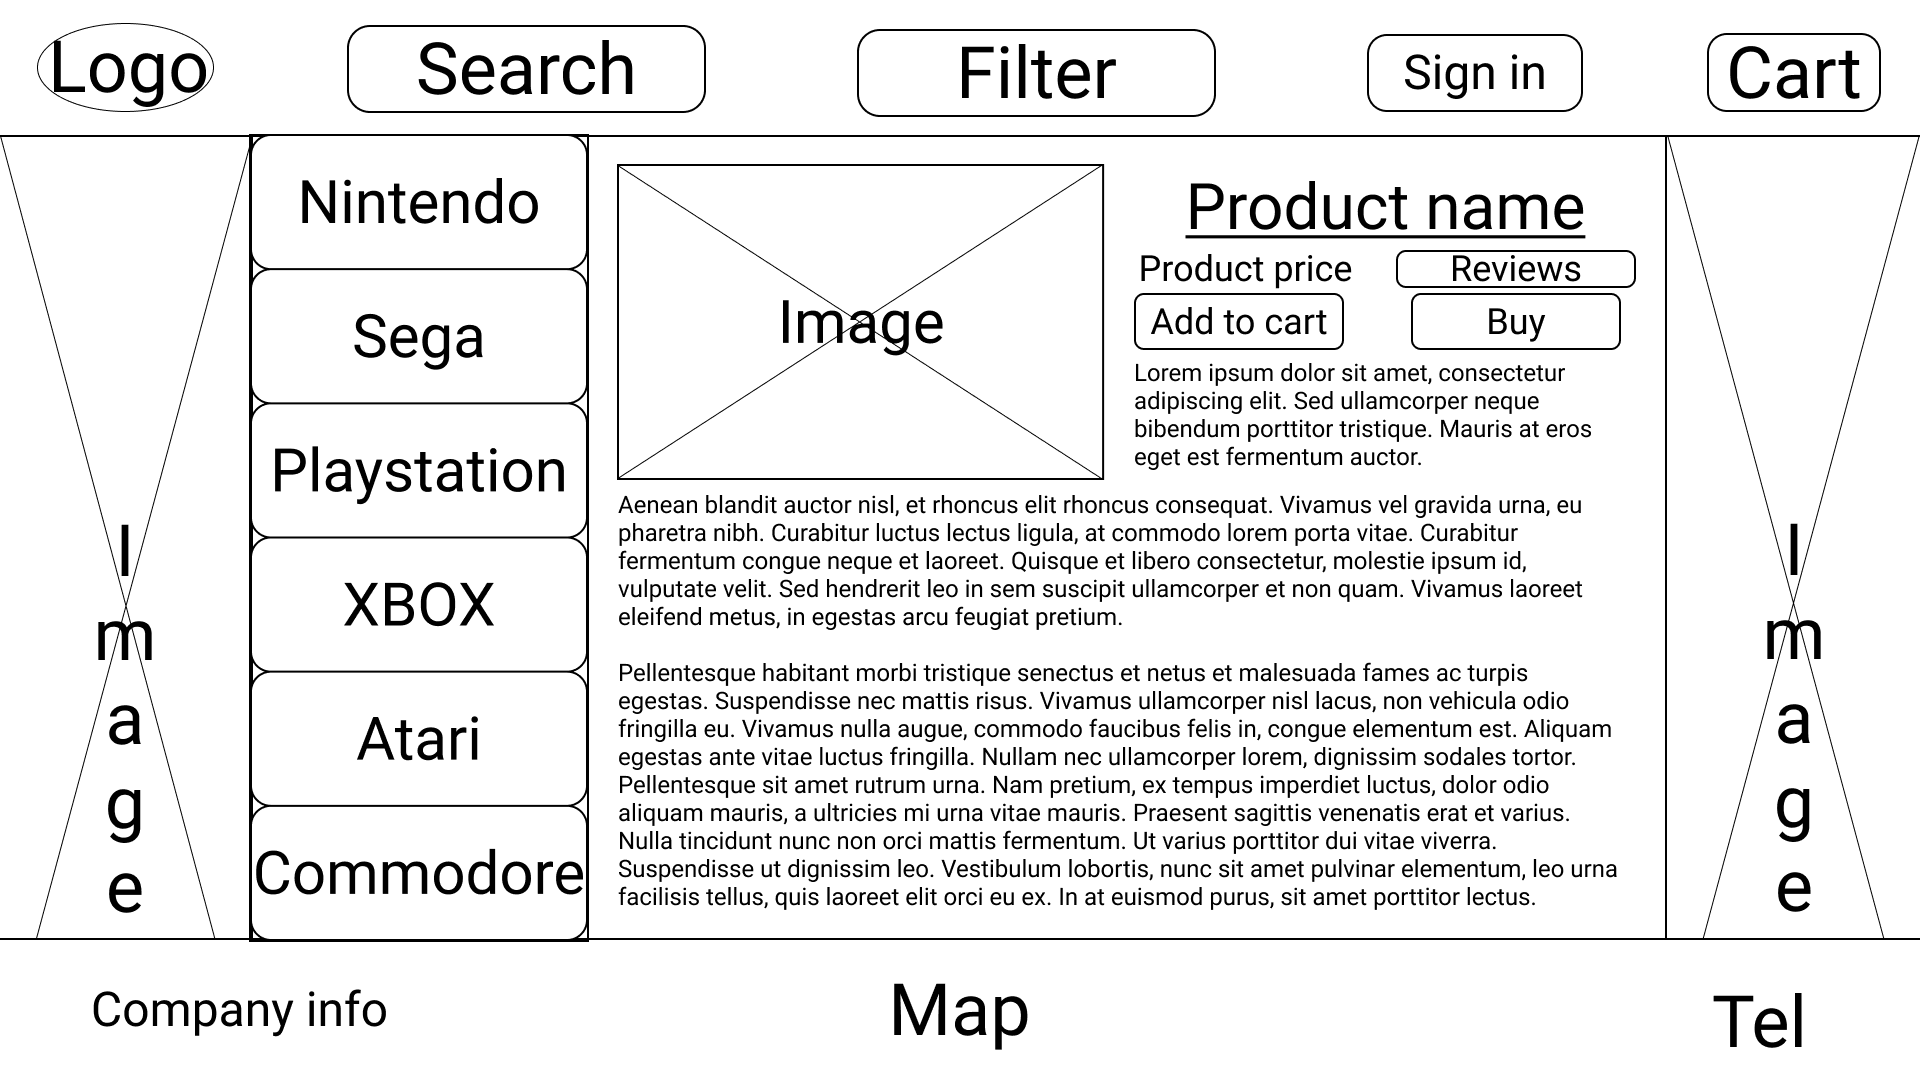 Logo
Search
Filter
Sign in
Cart
I
m
a
g
e
Nintendo
Sega
Playstation
XBOX
Atari
Commodore
Image
Product name
Product price
Reviews
Add to cart
Buy
Lorem ipsum dolor sit amet, consectetur
adipiscing elit. Sed ullamcorper neque
bibendum porttitor tristique. Mauris at eros
eget est fermentum auctor.
Aenean blandit auctor nisl, et rhoncus elit rhoncus consequat. Vivamus vel gravida urna, eu
pharetra nibh. Curabitur luctus lectus ligula, at commodo lorem porta vitae. Curabitur
fermentum congue neque et laoreet. Quisque et libero consectetur, molestie ipsum id,
vulputate velit. Sed hendrerit leo in sem suscipit ullamcorper et non quam. Vivamus laoreet
eleifend metus, in egestas arcu feugiat pretium.
Pellentesque habitant morbi tristique senectus et netus et malesuada fames ac turpis
egestas. Suspendisse nec mattis risus. Vivamus ullamcorper nisl lacus, non vehicula odio
fringilla eu. Vivamus nulla augue, commodo faucibus felis in, congue elementum est. Aliquam
egestas ante vitae luctus fringilla. Nullam nec ullamcorper lorem, dignissim sodales tortor.
Pellentesque sit amet rutrum urna. Nam pretium, ex tempus imperdiet luctus, dolor odio
aliquam mauris, a ultricies mi urna vitae mauris. Praesent sagittis venenatis erat et varius.
Nulla tincidunt nunc non orci mattis fermentum. Ut varius porttitor dui vitae viverra.
Suspendisse ut dignissim leo. Vestibulum lobortis, nunc sit amet pulvinar elementum, leo urna
facilisis tellus, quis laoreet elit orci eu ex. In at euismod purus, sit amet porttitor lectus.
I
m
a
g
e
Company info
Map
Tel